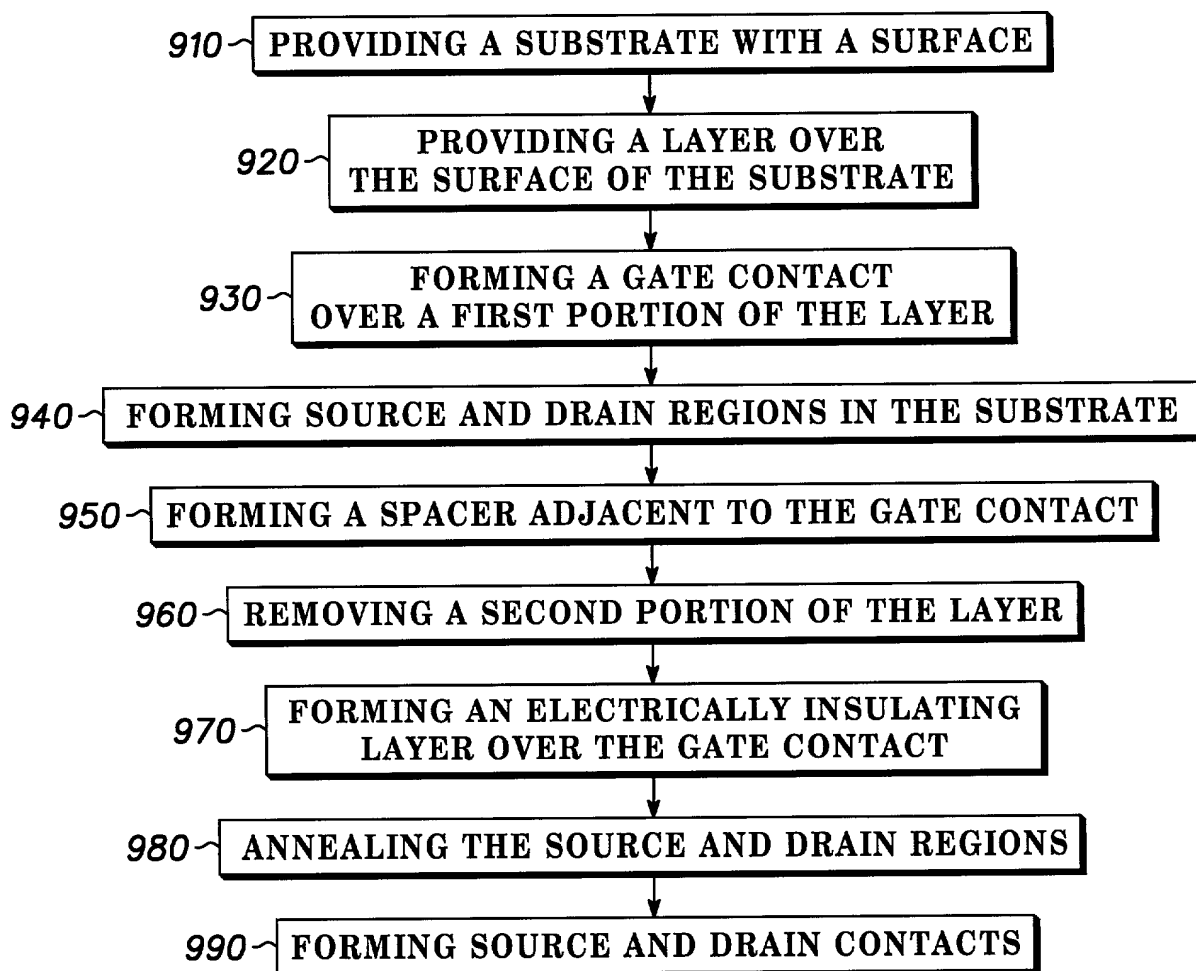 910 PROVIDING A SUBSTRATE WITH A SURFACE
920 PROVIDING A LAYER OVER
THE SURFACE OF THE SUBSTRATE
930 FORMING A GATE CONTACT
OVER A FIRST PORTION OF THE LAYER
940 FORMING SOURCE AND DRAIN REGIONS IN THE SUBSTRATE
950 FORMING A SPACER ADJACENT TO THE GATE CONTACT
960 REMOVING A SECOND PORTION OF THE LAYER
970 FORMING AN ELECTRICALLY INSULATING
LAYER OVER THE GATE CONTACT
980 ANNEALING THE SOURCE AND DRAIN REGIONS
990 FORMING SOURCE AND DRAIN CONTACTS